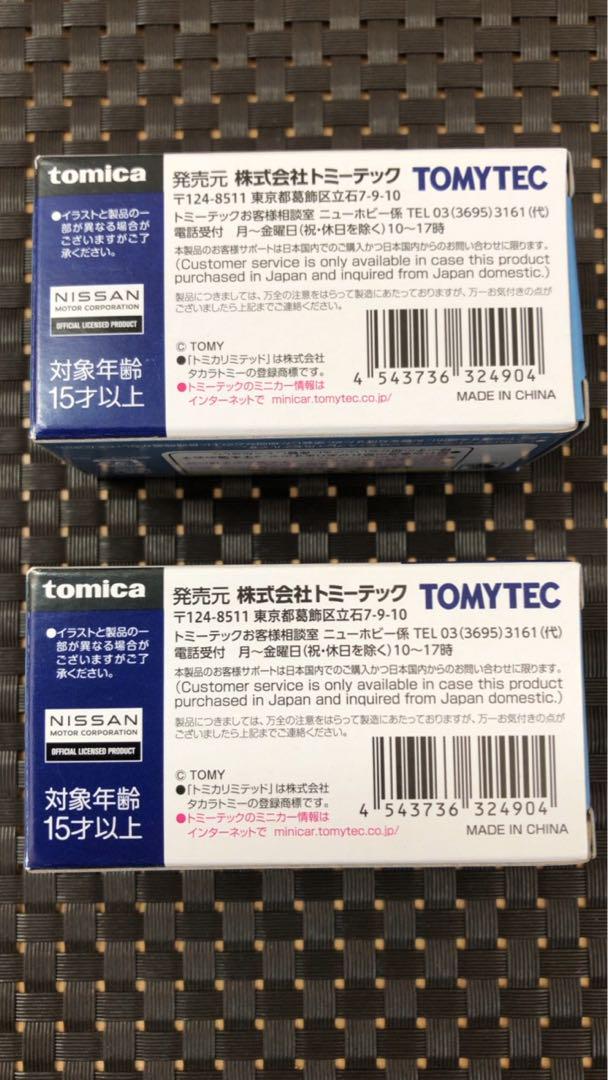 tomica
●イラストと製品の一
部が異なる場合が
ございますがご了
承ください。
NISSAN
MOTOR CORPORATION
OFFICIAL LICENSED PRODUCT
対象年齢
15才以上
発売元 株式会社トミーテック TOMYTEC
〒124-8511 東京都葛飾区立石7-9-10
トミーテックお客様相談室 ニューホビー係 TEL 03(3695)3161(代)
電話受付 月〜金曜日(祝・休日を除く)10〜17時
本製品のお客様サポートは日本国内でのご購入かつ日本国内からのお問い合わせに限ります。
(Customer service is only available in case this product
purchased in Japan and inquired from Japan domestic.)
製品につきましては、万全の注意をはらって製造にあたっておりますが、万一お気付きの点が
ございましたら上記までご連絡ください。
© TOMY
●「トミカリミテッド」は株式会社
タカラトミーの登録商標です。
●トミーテックのミニカー情報は
インターネットで minicar.tomytec.co.jp/
4 543736 324904
MADE IN CHINA
tomica
●イラストと製品の一
部が異なる場合が
ございますがご了
承ください。
NISSAN
MOTOR CORPORATION
OFFICIAL LICENSED PRODUCT
対象年齢
15才以上
発売元 株式会社トミーテック TOMYTEC
〒124-8511 東京都葛飾区立石7-9-10
トミーテックお客様相談室 ニューホビー係 TEL 03(3695)3161(代)
電話受付 月〜金曜日(祝・休日を除く)10〜17時
本製品のお客様サポートは日本国内でのご購入かつ日本国内からのお問い合わせに限ります。
(Customer service is only available in case this product
purchased in Japan and inquired from Japan domestic.)
製品につきましては、万全の注意をはらって製造にあたっておりますが、万一お気付きの点が
ございましたら上記までご連絡ください。
© TOMY
●「トミカリミテッド」は株式会社
タカラトミーの登録商標です。
●トミーテックのミニカー情報は
インターネットで minicar.tomytec.co.jp/
4 543736 324904
MADE IN CHINA